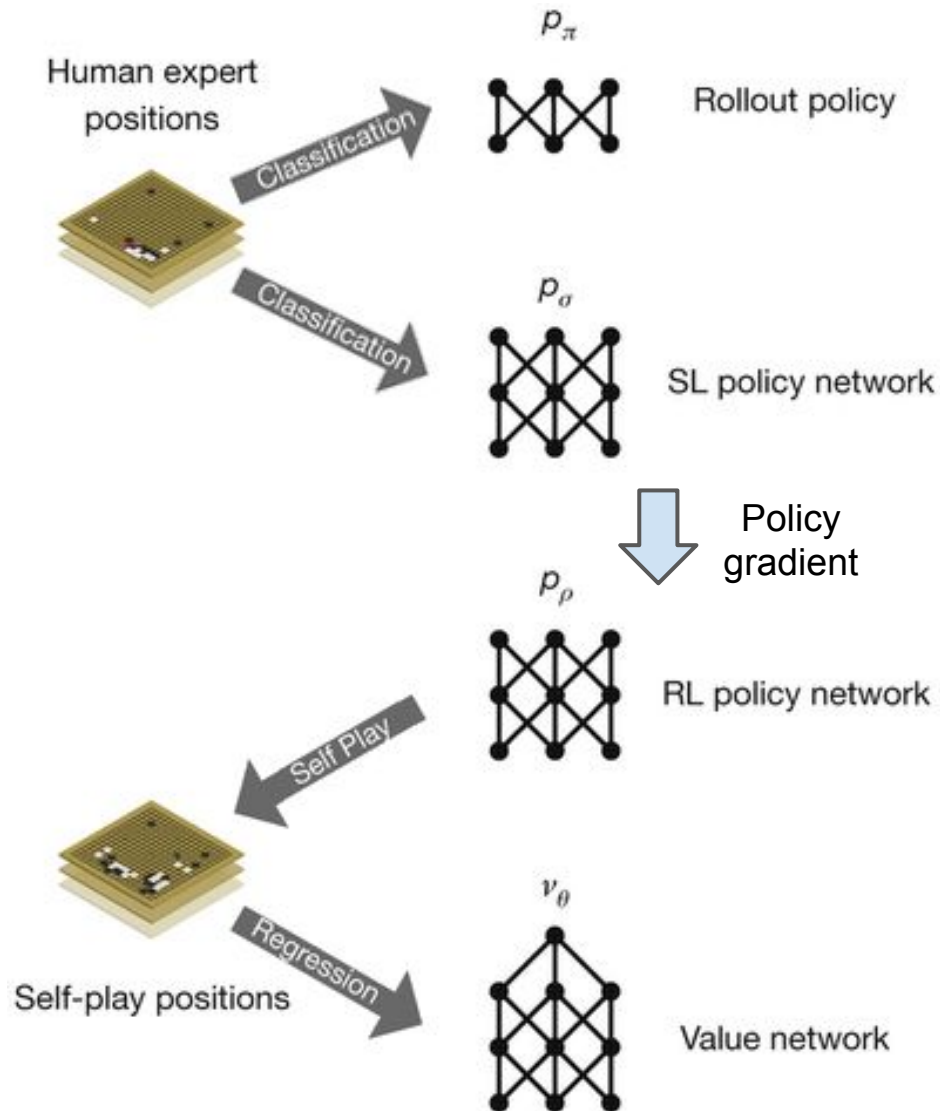 p_π
Human expert
positions
Classification
Rollout policy
Classification
p_σ
SL policy network
Policy
gradient
p_ρ
RL policy network
Self Play
ν_θ
Regression
Self-play positions
Value network